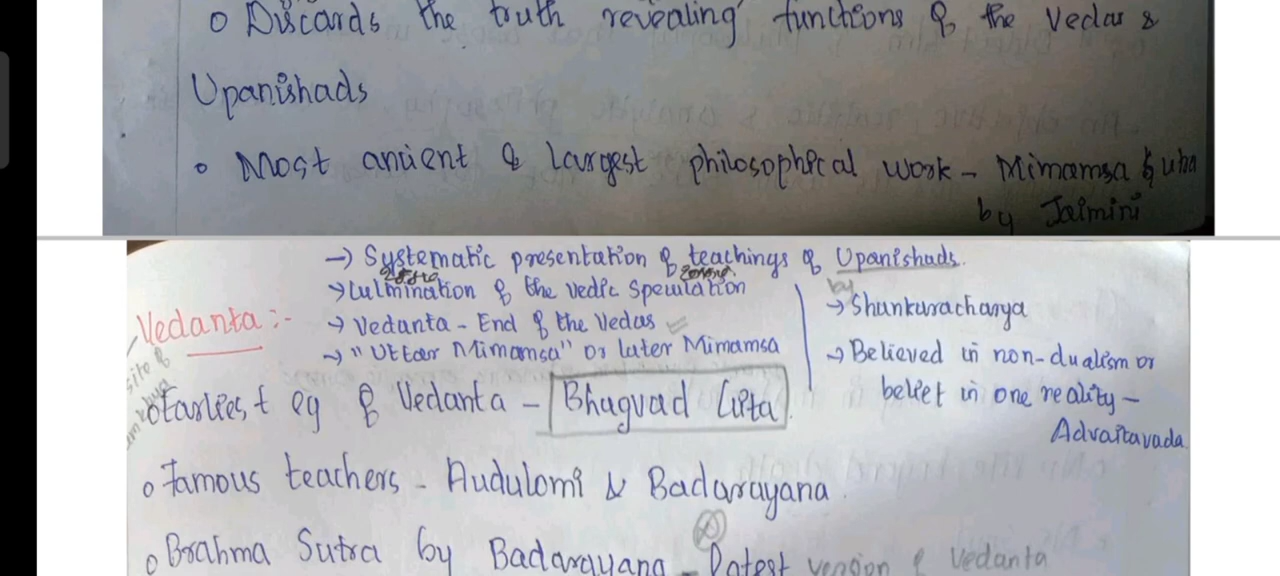 o Discards the truth revealing functions of the Vedas &
Upanishads
o Most ancient & largest philosophical work - Mimamsa Sutra
by Jaimini
→ Systematic presentation of teachings of Upanishads.
→ Culmination of the Vedic Speculation
by
Vedanta :-
→ Vedanta - End of the Vedas
→ "Uttar Mimamsa" or later Mimamsa
→ Shankaracharya
→ Believed in non-dualism or
belief in one reality -
Advaitavada
o Earliest eg of Vedanta - Bhagvad Gita
o Famous teachers - Audulomi & Badarayana
o Brahma Sutra by Badarayana - Latest version of Vedanta